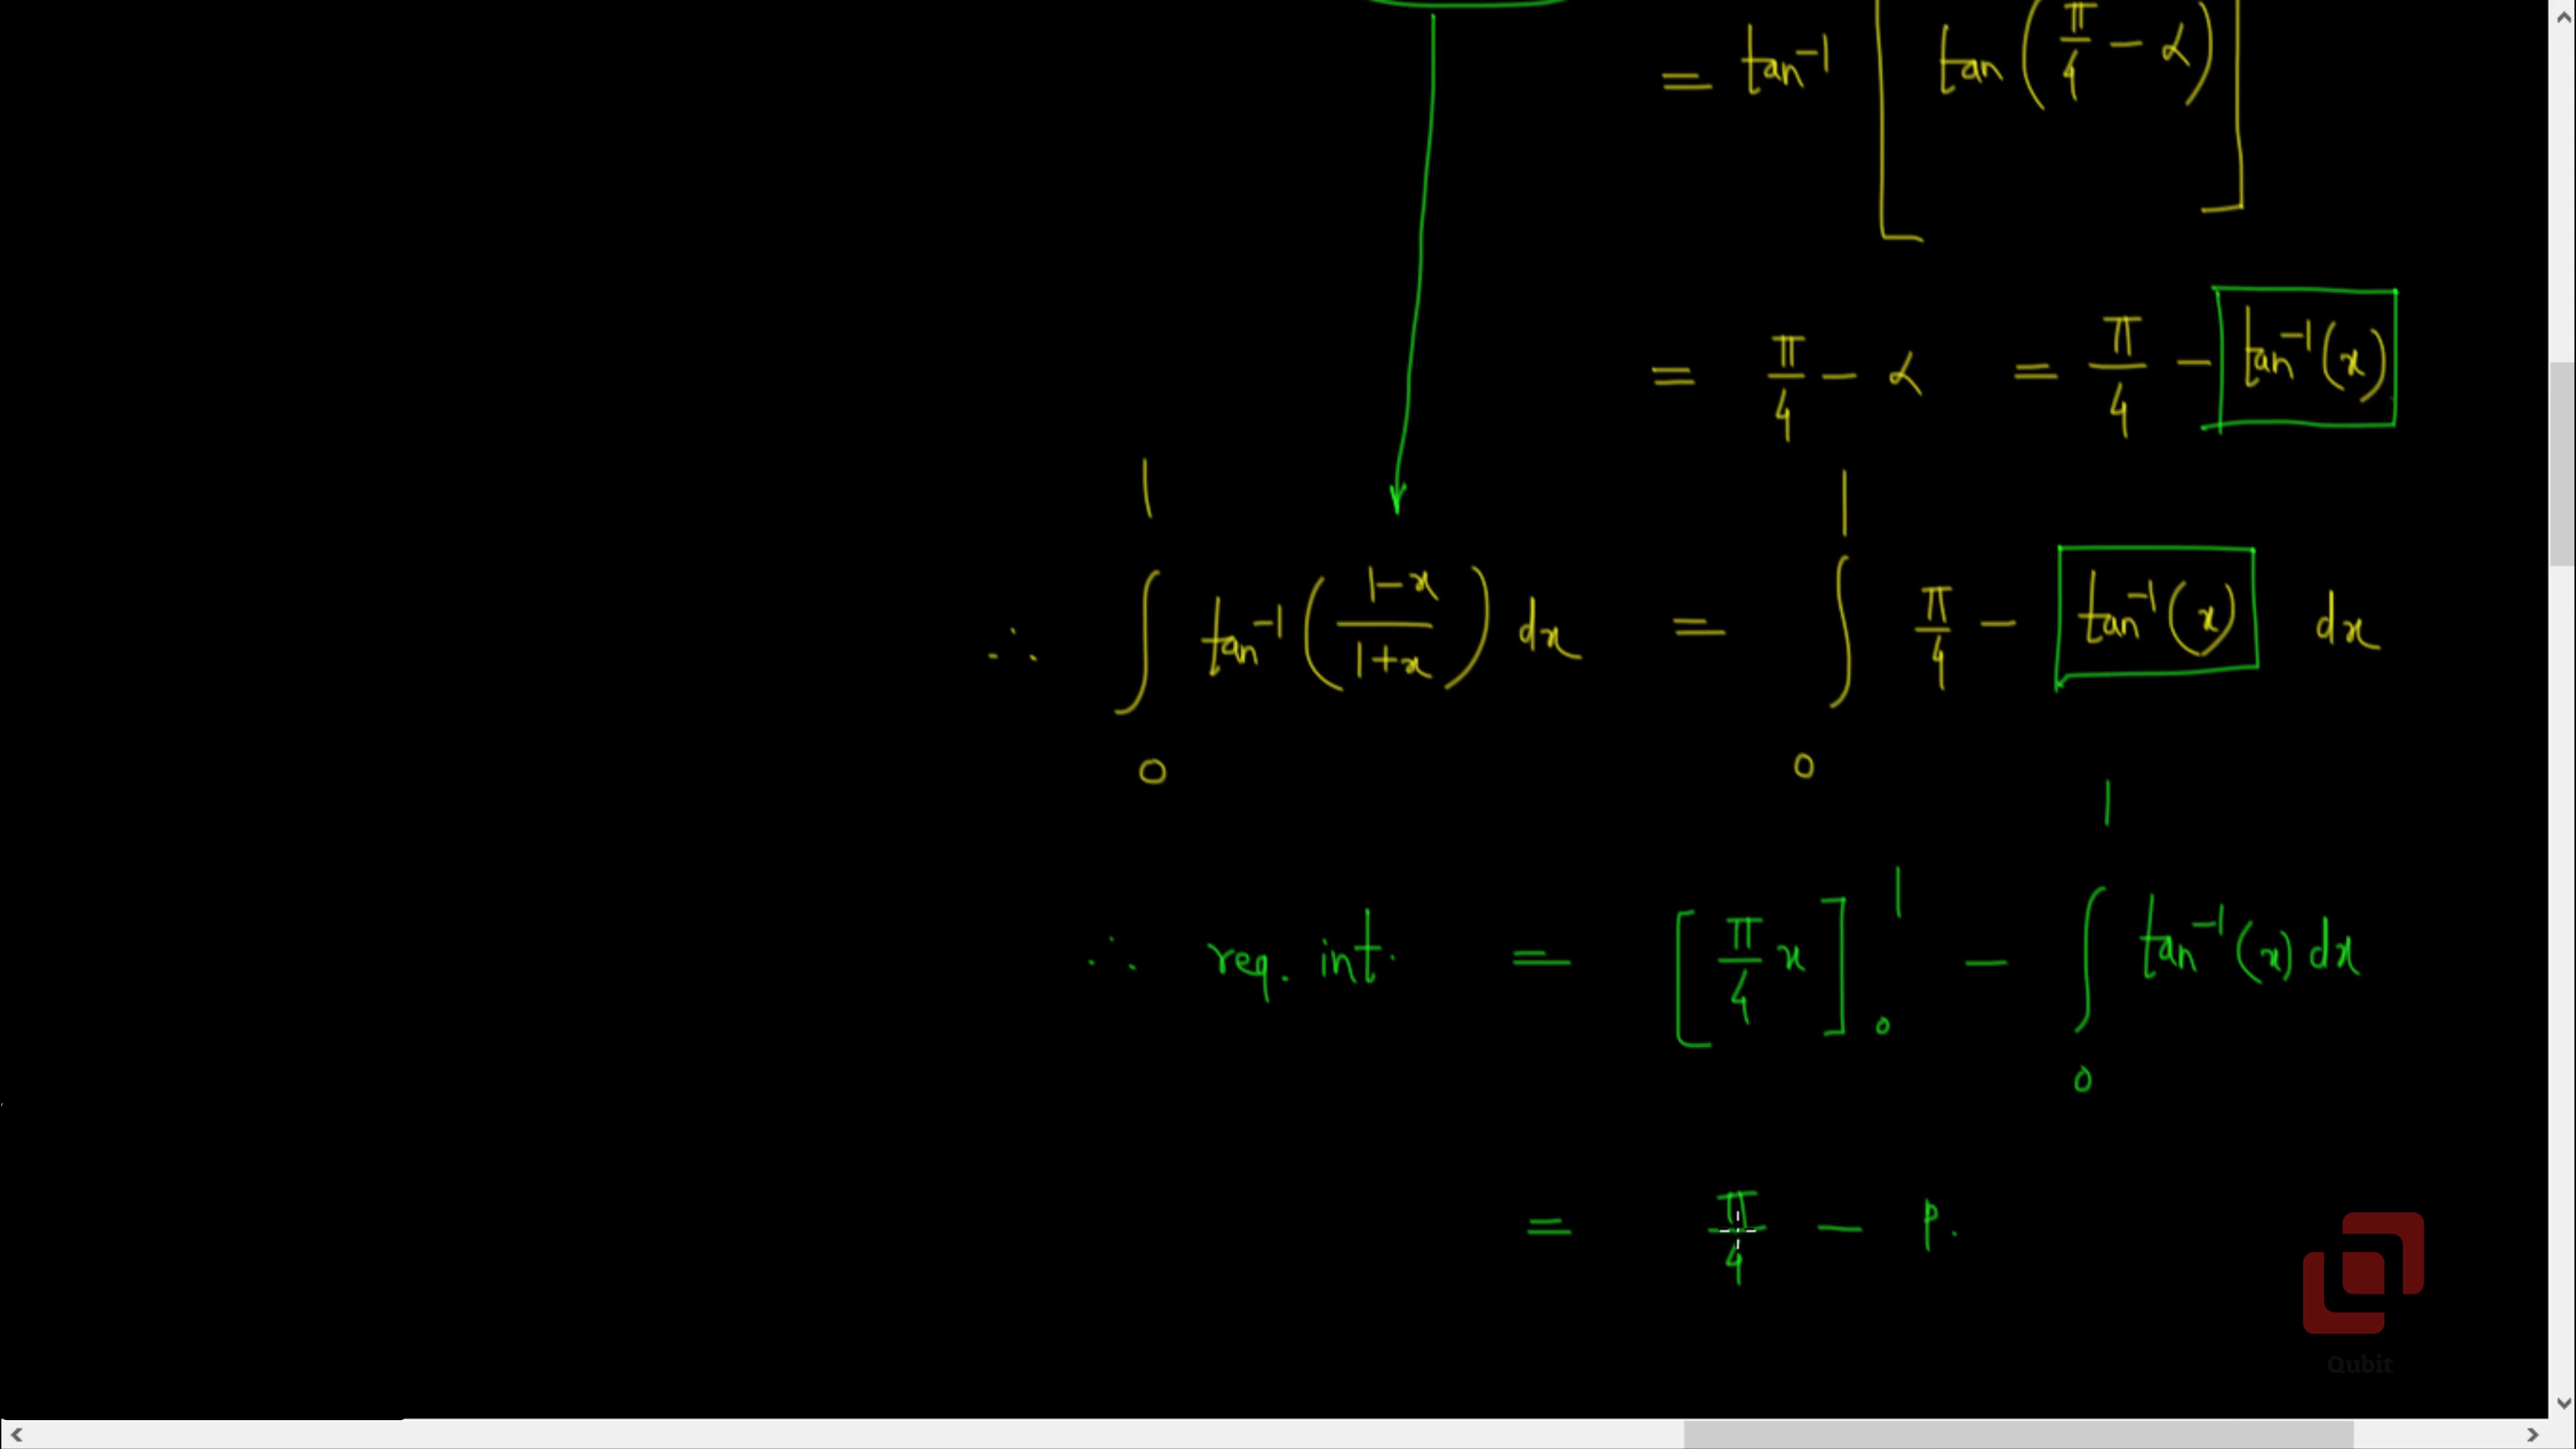 = tan⁻¹ [ tan ( π/4 − α ) ]
= π/4 − α = π/4 − tan⁻¹(x)
∴ ∫₀¹ tan⁻¹ ( (1−x)/(1+x) ) dx = ∫₀¹ π/4 − tan⁻¹(x) dx
∴ req. int. = [ π/4 x ]₀¹ − ∫₀¹ tan⁻¹(x) dx
= π/4 − P.
Qubit